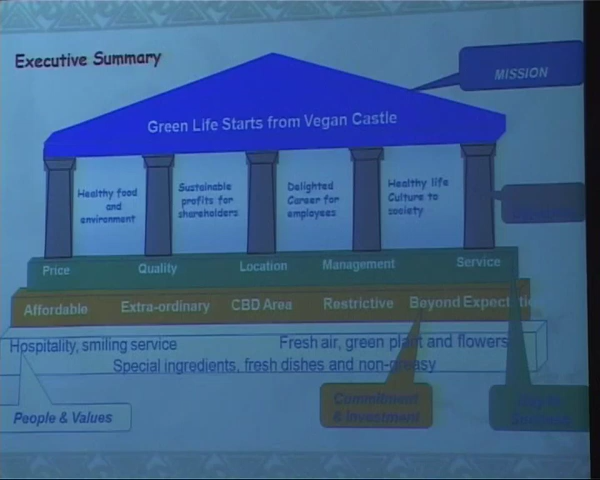 Executive Summary
MISSION
Green Life Starts from Vegan Castle
Healthy food
and
environment
Sustainable
profits for
shareholders
Delighted
Career for
employees
Healthy life
Culture to
society
Price Quality Location Management Service
Affordable Extra-ordinary CBD Area Restrictive Beyond
Hospitality, smiling service Fresh air, green plant and flowers
Special ingredients, fresh dishes and non-greasy
People & Values
Commitment
& Investment